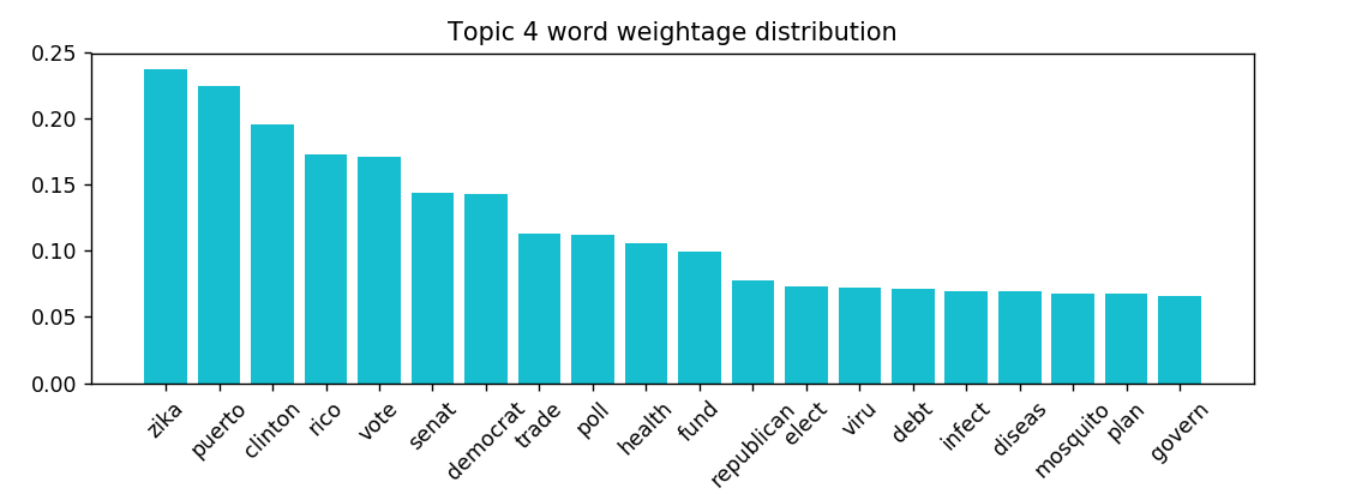 Topic 4 word weightage distribution
0.25
0.20
0.15
0.10
0.05
0.00
zika
puerto
clinton
rico
vote
senat
democrat
trade
poll
health
fund
republican
elect
viru
debt
infect
diseas
mosquito
plan
govern